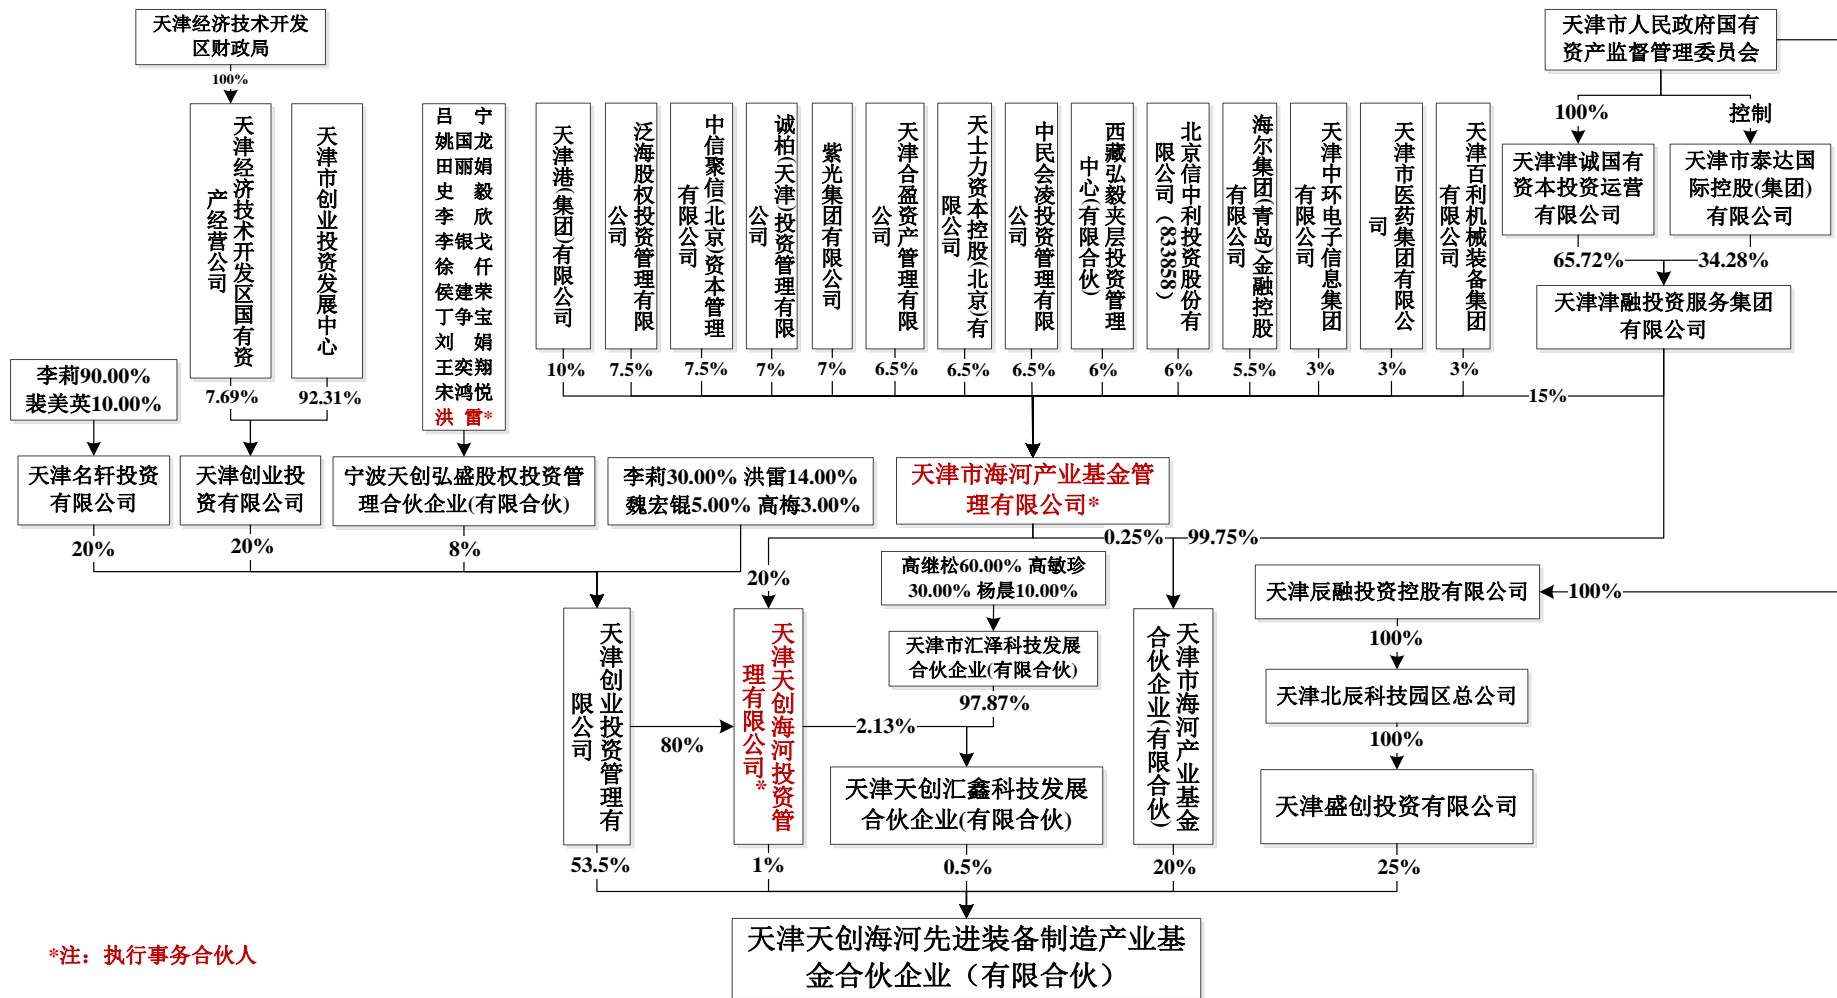 天津经济技术开发
区财政局
100%
天津经济技术开发区国有资
产经营公司
天津市创业投资发展中心
吕 宁
姚国龙
田丽娟
史 毅
李 欣
李银戈
徐 仟
侯建荣
丁争宝
刘 娟
王奕翔
宋鸿悦
洪 雷*
天津港(集团)有限公司
泛海股权投资管理有限
公司
中信聚信(北京)资本管理
有限公司
诚柏(天津)投资管理有限
公司
紫光集团有限公司
天津合盈资产管理有限
公司
天士力资本控股(北京)有
限公司
中民会凌投资管理有限
公司
西藏弘毅夹层投资管理
中心(有限合伙)
北京信中利投资股份有
限公司（833858）
海尔集团(青岛)金融控股
有限公司
天津中环电子信息集团
有限公司
天津市医药集团有限公
司
天津百利机械装备集团
有限公司
天津市人民政府国有
资产监督管理委员会
100%
控制
天津津诚国有
资本投资运营
有限公司
天津市泰达国
际控股(集团)
有限公司
65.72%
34.28%
天津津融投资服务集团
有限公司
李莉90.00%
裴美英10.00%
7.69%
92.31%
10%
7.5%
7.5%
7%
7%
6.5%
6.5%
6.5%
6%
6%
5.5%
3%
3%
3%
15%
天津名轩投资
有限公司
天津创业投
资有限公司
宁波天创弘盛股权投资管
理合伙企业(有限合伙)
李莉30.00% 洪雷14.00%
魏宏锟5.00% 高梅3.00%
天津市海河产业基金管
理有限公司*
20%
20%
8%
0.25%
99.75%
20%
高继松60.00% 高敏珍
30.00% 杨晨10.00%
天津辰融投资控股有限公司
100%
天津创业投资管理有
限公司
80%
天津天创海河投资管
理有限公司*
天津市汇泽科技发展
合伙企业(有限合伙)
97.87%
2.13%
天津天创汇鑫科技发展
合伙企业(有限合伙)
天津市海河产业基金
合伙企业(有限合伙)
100%
天津北辰科技园区总公司
100%
天津盛创投资有限公司
53.5%
1%
0.5%
20%
25%
天津天创海河先进装备制造产业基
金合伙企业（有限合伙）
*注：执行事务合伙人